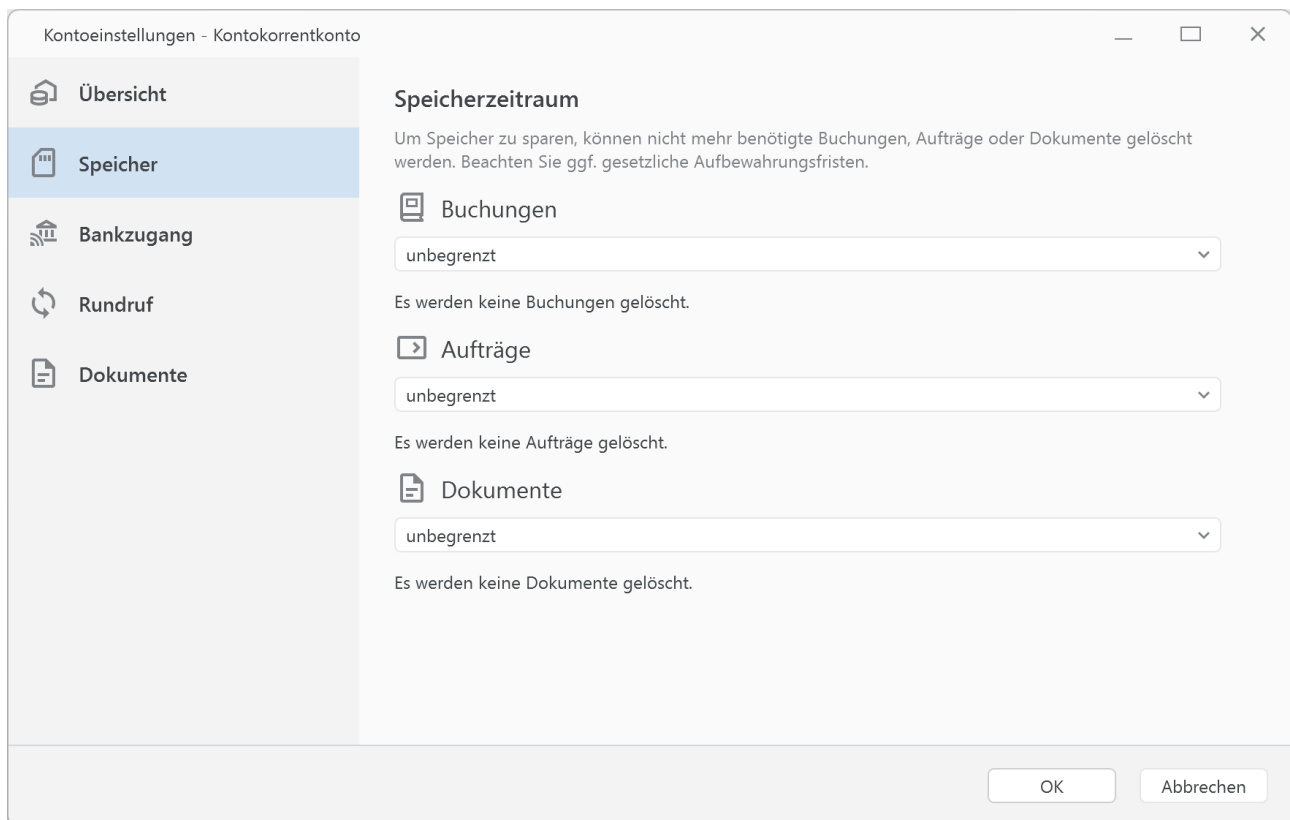 Kontoeinstellungen - Kontokorrentkonto
Übersicht
Speicher
Bankzugang
Rundruf
Dokumente
Speicherzeitraum
Um Speicher zu sparen, können nicht mehr benötigte Buchungen, Aufträge oder Dokumente gelöscht
werden. Beachten Sie ggf. gesetzliche Aufbewahrungsfristen.
Buchungen
unbegrenzt
Es werden keine Buchungen gelöscht.
Aufträge
unbegrenzt
Es werden keine Aufträge gelöscht.
Dokumente
unbegrenzt
Es werden keine Dokumente gelöscht.
OK
Abbrechen